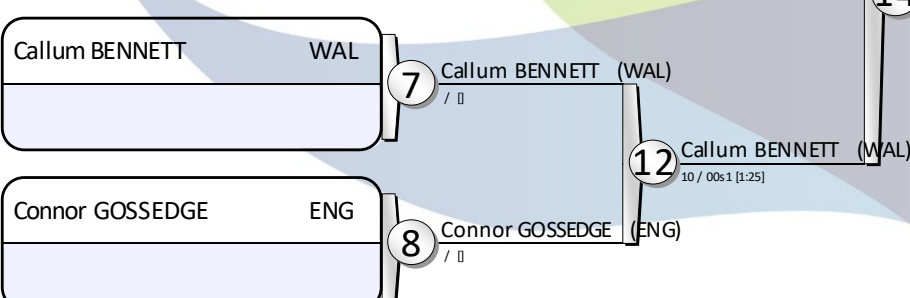 14
Callum BENNETT WAL
7
Callum BENNETT (WAL)
/ []
12
Callum BENNETT (WAL)
10 / 00s1 [1:25]
Connor GOSSEDGE ENG
8
Connor GOSSEDGE (ENG)
/ []